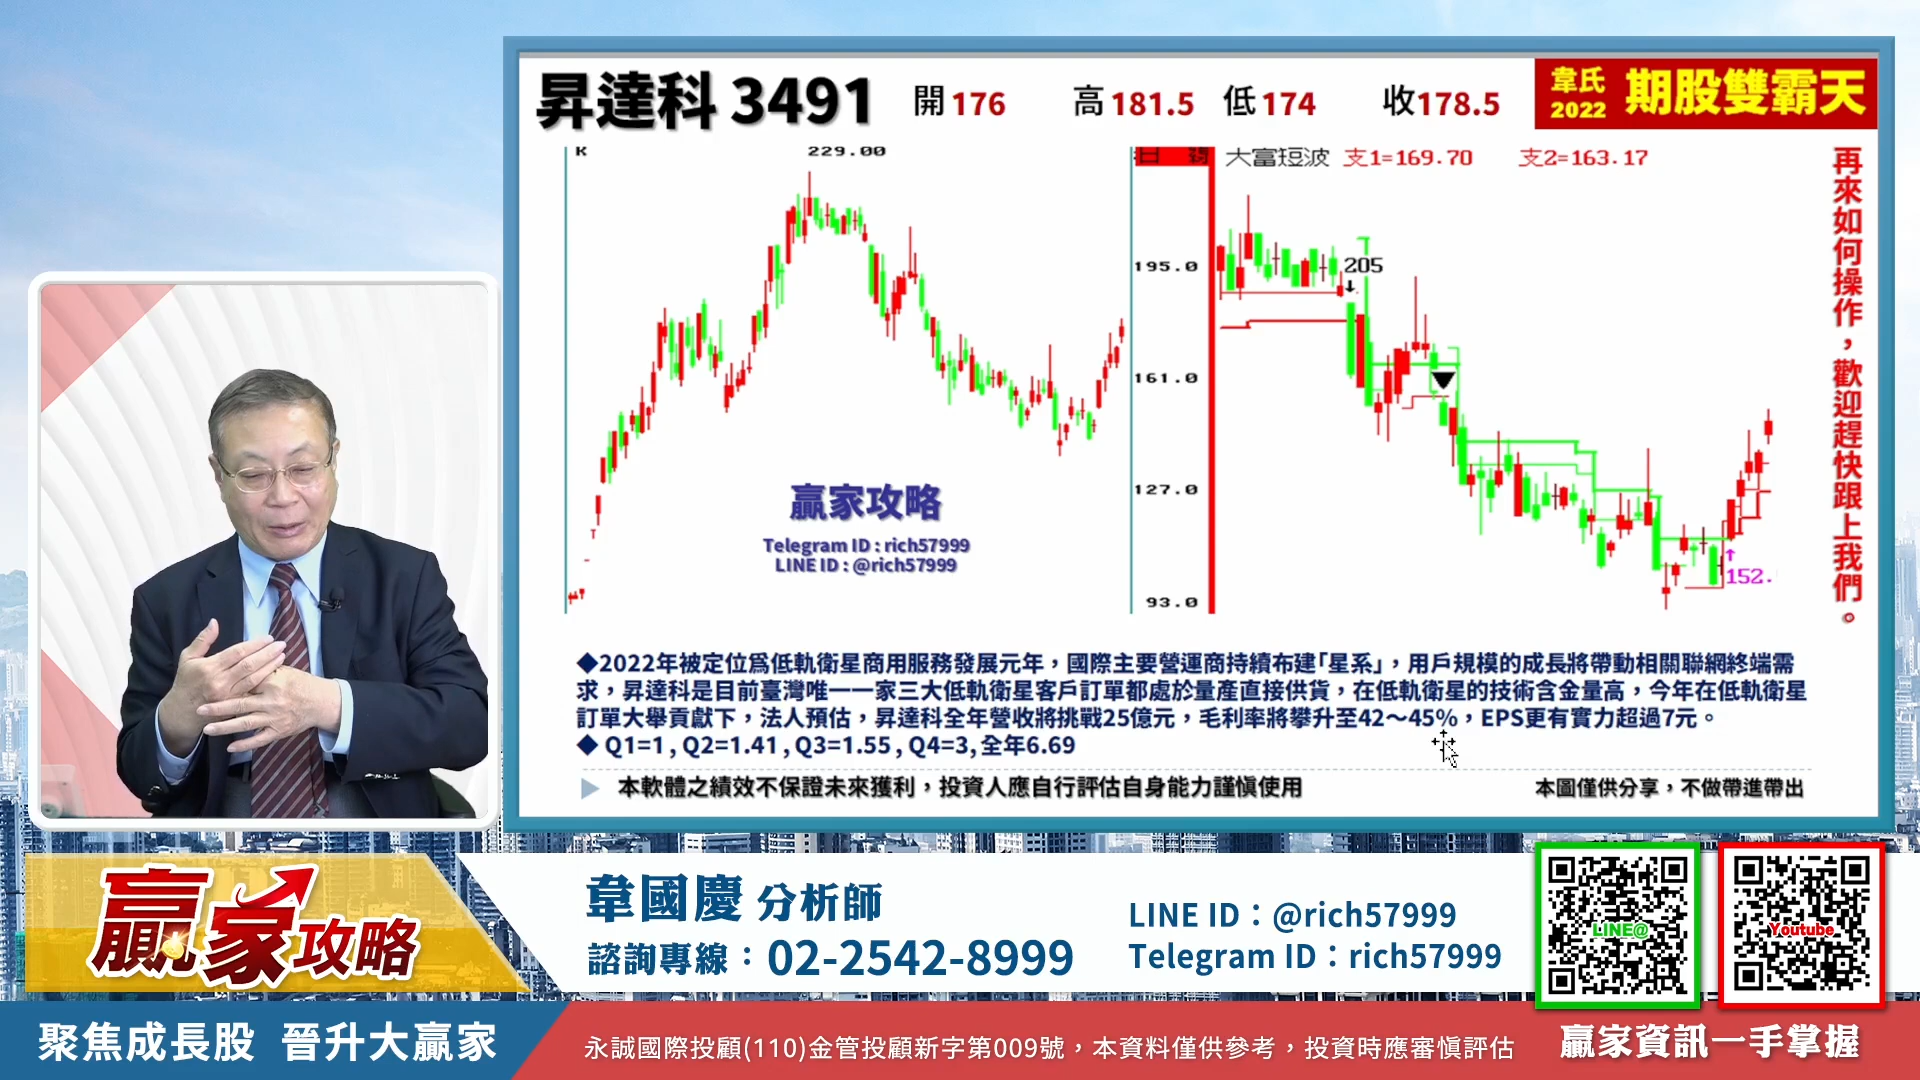 昇達科 3491
開 176 高 181.5 低 174 收178.5
韋氏
2022
期股雙霸天
K 229.00
大富短波 支1=169.70 支2=163.17
195.0
161.0
127.0
93.0
205
152.
再來如何操作，歡迎趕快跟上我們。
贏家攻略
Telegram ID : rich57999
LINE ID : @rich57999
◆2022年被定位為低軌衛星商用服務發展元年，國際主要營運商持續布建「星系」，用戶規模的成長將帶動相關聯網終端需
求，昇達科是目前臺灣唯一一家三大低軌衛星客戶訂單都處於量產直接供貨，在低軌衛星的技術含金量高，今年在低軌衛星
訂單大舉貢獻下，法人預估，昇達科全年營收將挑戰25億元，毛利率將攀升至42～45%，EPS更有實力超過7元。
◆ Q1=1 , Q2=1.41 , Q3=1.55 , Q4=3, 全年6.69
本軟體之績效不保證未來獲利，投資人應自行評估自身能力謹慎使用
本圖僅供分享，不做帶進帶出
贏家攻略
韋國慶 分析師
諮詢專線：02-2542-8999
LINE ID：@rich57999
Telegram ID：rich57999
LINE@
Youtube
聚焦成長股 晉升大贏家
永誠國際投顧(110)金管投顧新字第009號，本資料僅供參考，投資時應審慎評估
贏家資訊一手掌握